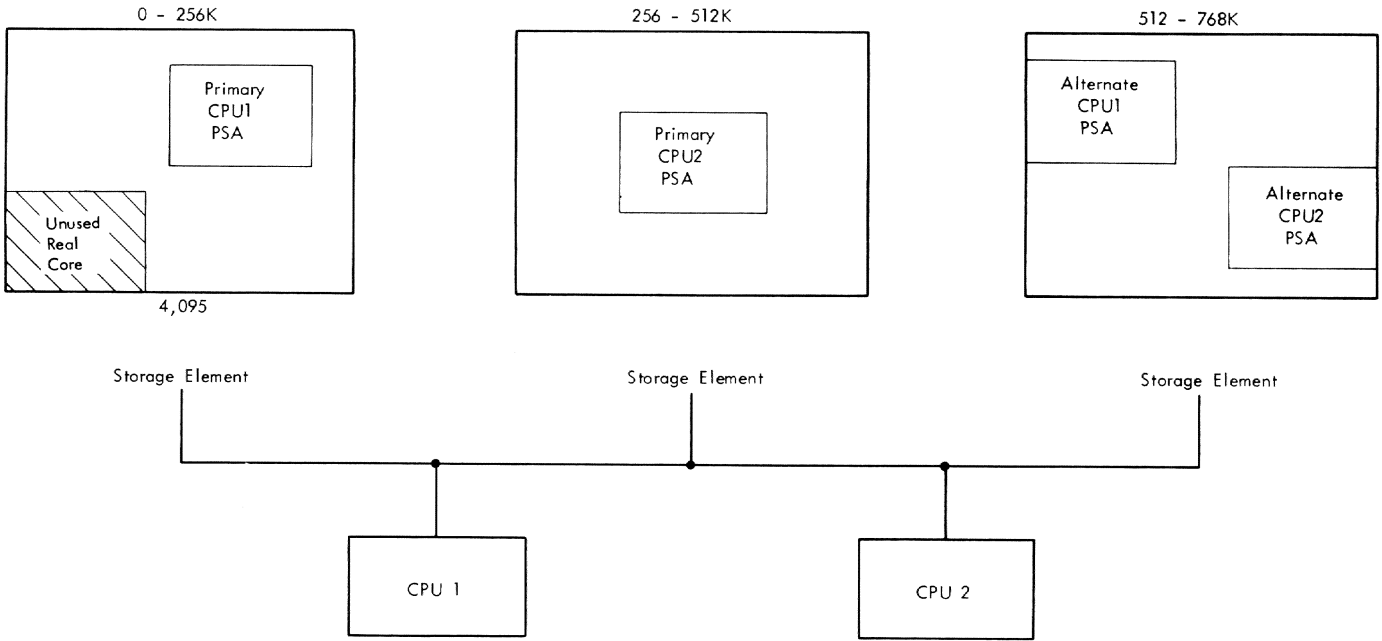 0 - 256K
256 - 512K
512 - 768K
Primary
CPU1
PSA
Unused
Real
Core
4,095
Primary
CPU2
PSA
Alternate
CPU1
PSA
Alternate
CPU2
PSA
Storage Element
Storage Element
Storage Element
CPU 1
CPU 2